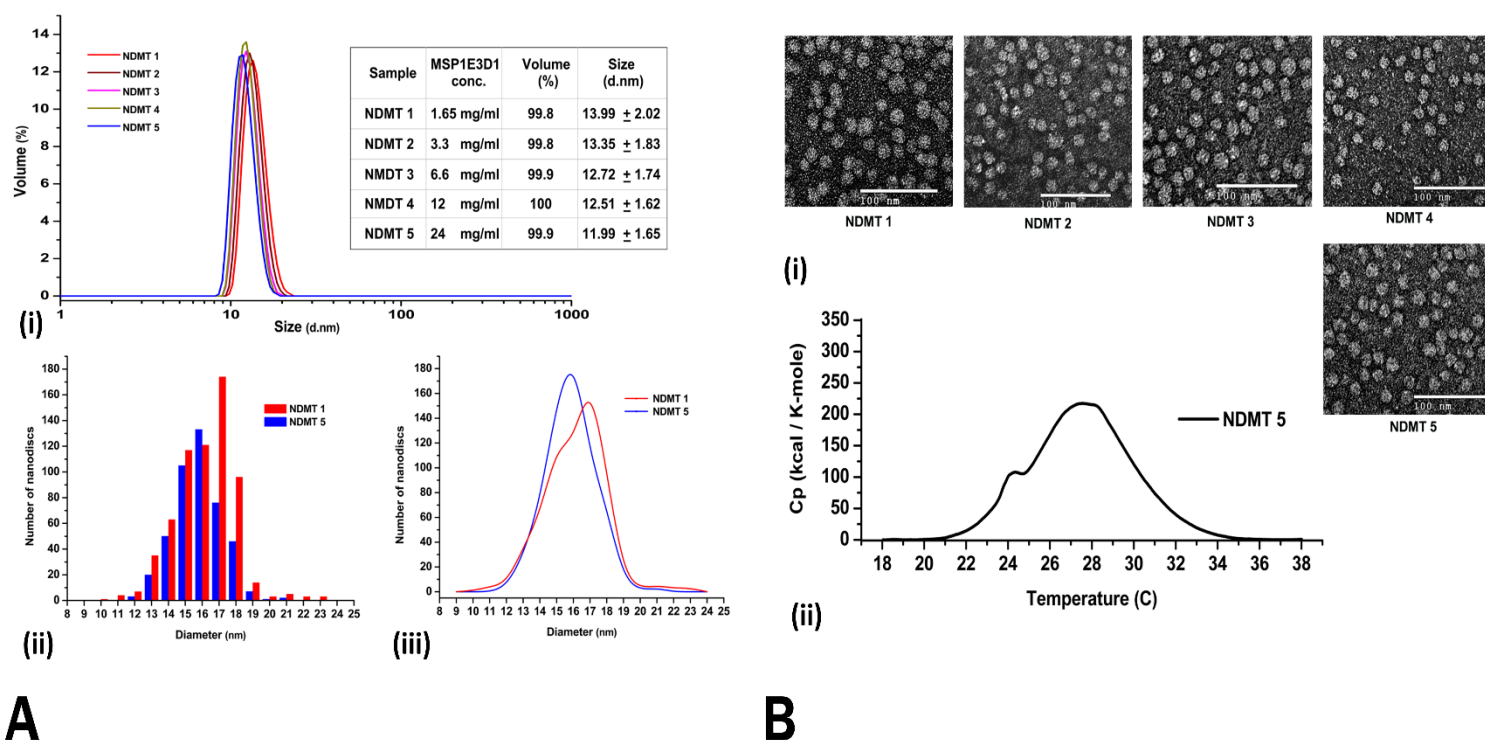 Volume (%)
14
12
10
8
6
4
2
0
NDMT 1
NDMT 2
NDMT 3
NDMT 4
NDMT 5
Sample MSP1E3D1 conc. Volume (%) Size (d.nm)
NDMT 1 1.65 mg/ml 99.8 13.99 ± 2.02
NDMT 2 3.3 mg/ml 99.8 13.35 ± 1.83
NMDT 3 6.6 mg/ml 99.9 12.72 ± 1.74
NMDT 4 12 mg/ml 100 12.51 ± 1.62
NDMT 5 24 mg/ml 99.9 11.99 ± 1.65
1 10 100 1000
Size (d.nm)
(i)
Number of nanodiscs
180
160
140
120
100
80
60
40
20
0
NDMT 1
NDMT 5
8 9 10 11 12 13 14 15 16 17 18 19 20 21 22 23 24 25
Diameter (nm)
(ii)
Number of nanodiscs
180
160
140
120
100
80
60
40
20
0
NDMT 1
NDMT 5
8 9 10 11 12 13 14 15 16 17 18 19 20 21 22 23 24 25
Diameter (nm)
(iii)
A
100 nm
NDMT 1
100 nm
NDMT 2
100 nm
NDMT 3
100 nm
NDMT 4
(i)
100 nm
NDMT 5
Cp (kcal / K-mole)
350
300
250
200
150
100
50
0
NDMT 5
18 20 22 24 26 28 30 32 34 36 38
Temperature (C)
(ii)
B